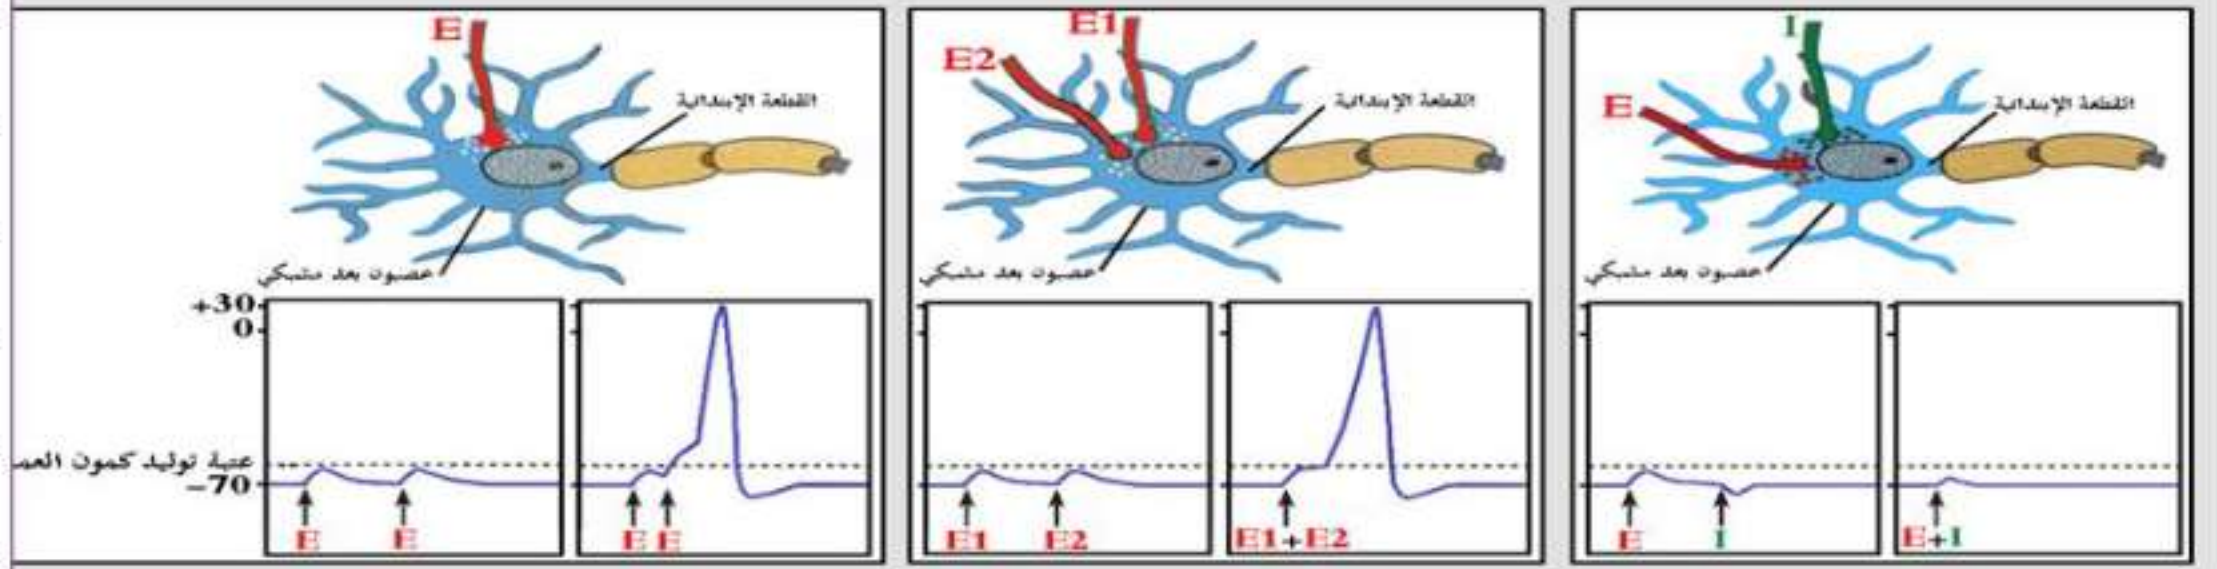 E
القطعة الإبتدائية
عصبون بعد مشبكي
+30
0
عتبة توليد كمون العمـ
−70
E E
E E
E1
E2
القطعة الإبتدائية
عصبون بعد مشبكي
E1 E2
E1+E2
I
E
القطعة الإبتدائية
عصبون بعد مشبكي
E I
E+I